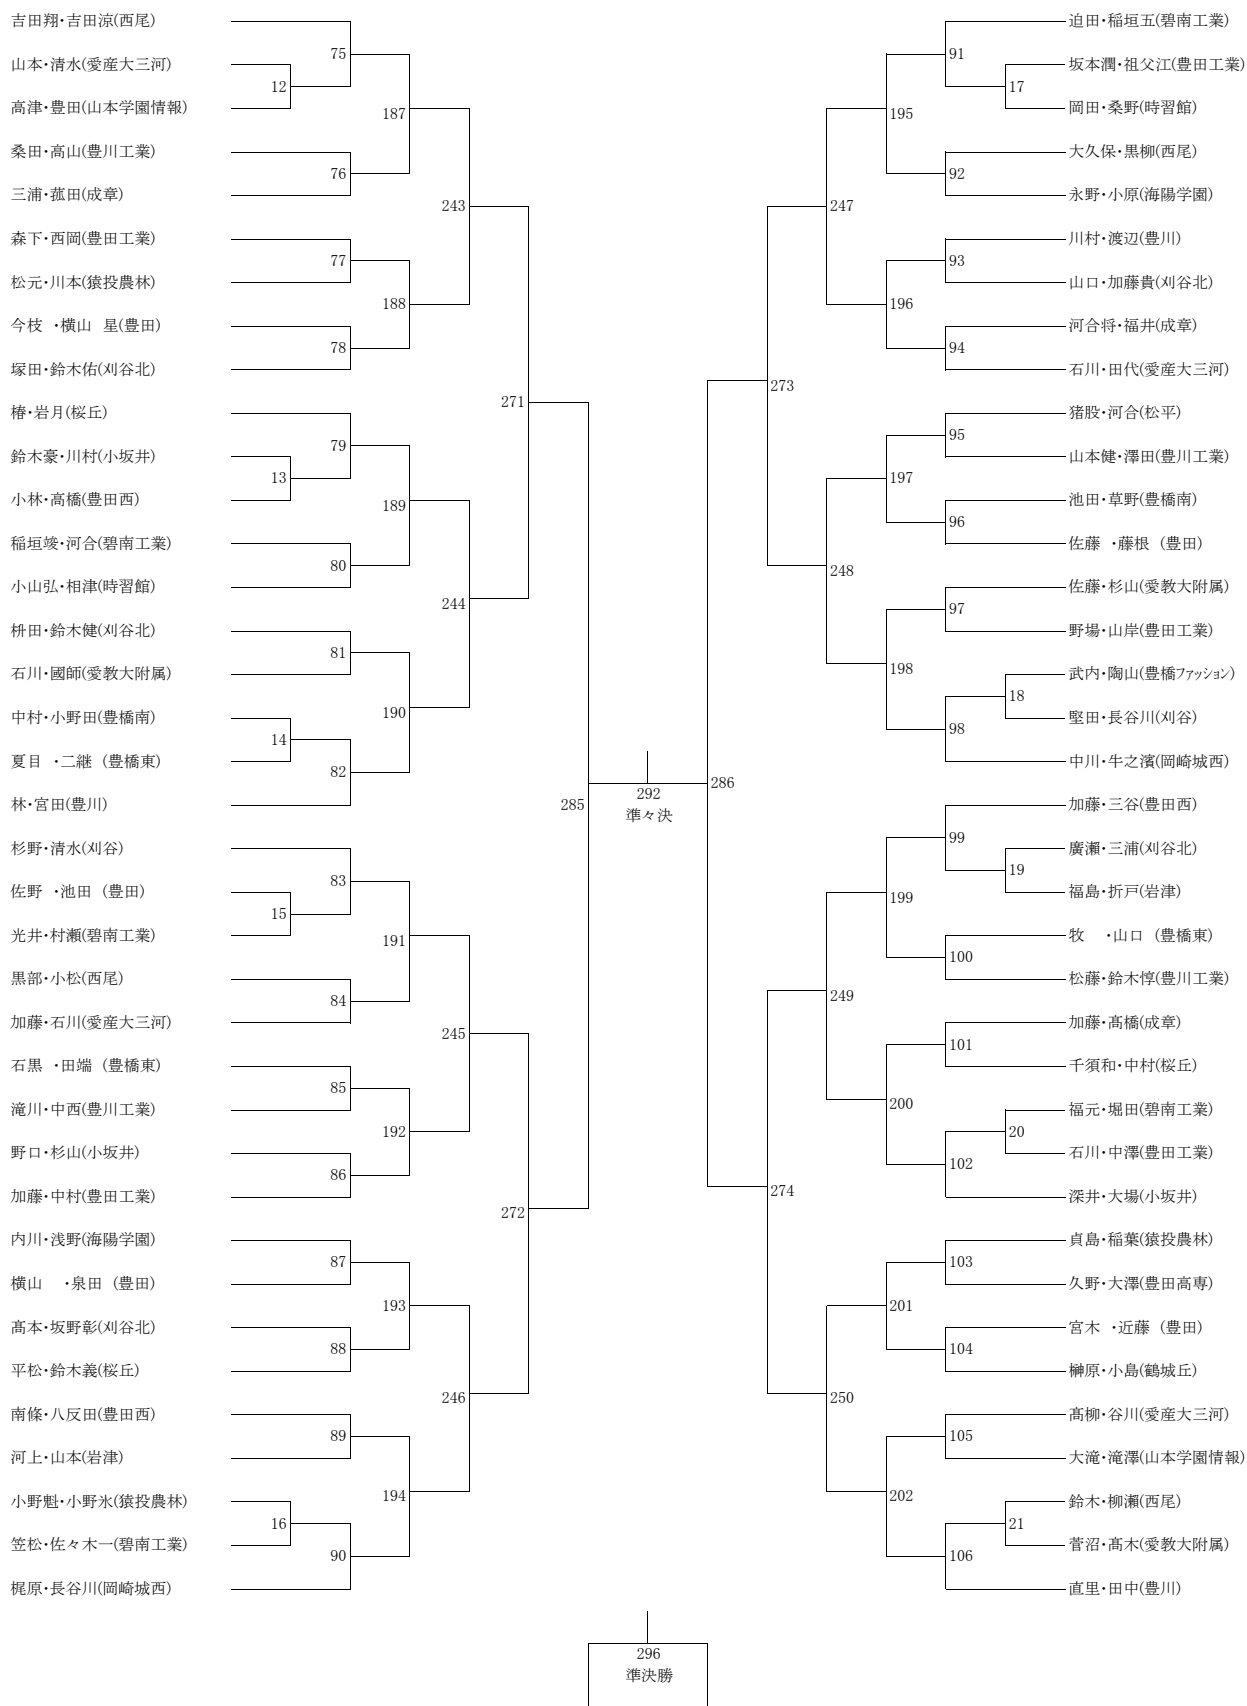 吉田翔・吉田涼(西尾)
山本・清水(愛産大三河)
高津・豊田(山本学園情報)
桑田・高山(豊川工業)
三浦・菰田(成章)
森下・西岡(豊田工業)
松元・川本(猿投農林)
今枝 ・横山 星(豊田)
塚田・鈴木佑(刈谷北)
椿・岩月(桜丘)
鈴木豪・川村(小坂井)
小林・高橋(豊田西)
稲垣竣・河合(碧南工業)
小山弘・相津(時習館)
枡田・鈴木健(刈谷北)
石川・國師(愛教大附属)
中村・小野田(豊橋南)
夏目 ・二継 (豊橋東)
林・宮田(豊川)
杉野・清水(刈谷)
佐野 ・池田 (豊田)
光井・村瀬(碧南工業)
黒部・小松(西尾)
加藤・石川(愛産大三河)
石黒 ・田端 (豊橋東)
滝川・中西(豊川工業)
野口・杉山(小坂井)
加藤・中村(豊田工業)
内川・浅野(海陽学園)
横山 ・泉田 (豊田)
髙本・坂野彰(刈谷北)
平松・鈴木義(桜丘)
南條・八反田(豊田西)
河上・山本(岩津)
小野魁・小野氷(猿投農林)
笠松・佐々木一(碧南工業)
梶原・長谷川(岡崎城西)
12
13
14
15
16
75
76
77
78
79
80
81
82
83
84
85
86
87
88
89
90
187
188
189
190
191
192
193
194
243
244
245
246
271
272
285
292
準々決
286
273
274
247
248
249
250
195
196
197
198
199
200
201
202
91
92
93
94
95
96
97
98
99
100
101
102
103
104
105
106
17
18
19
20
21
迫田・稲垣五(碧南工業)
坂本潤・祖父江(豊田工業)
岡田・桑野(時習館)
大久保・黒柳(西尾)
永野・小原(海陽学園)
川村・渡辺(豊川)
山口・加藤貴(刈谷北)
河合将・福井(成章)
石川・田代(愛産大三河)
猪股・河合(松平)
山本健・澤田(豊川工業)
池田・草野(豊橋南)
佐藤 ・藤根 (豊田)
佐藤・杉山(愛教大附属)
野場・山岸(豊田工業)
武内・陶山(豊橋ファッション)
堅田・長谷川(刈谷)
中川・牛之濱(岡崎城西)
加藤・三谷(豊田西)
廣瀬・三浦(刈谷北)
福島・折戸(岩津)
牧 ・山口 (豊橋東)
松藤・鈴木惇(豊川工業)
加藤・髙橋(成章)
千須和・中村(桜丘)
福元・堀田(碧南工業)
石川・中澤(豊田工業)
深井・大場(小坂井)
貞島・稲葉(猿投農林)
久野・大澤(豊田高専)
宮木 ・近藤 (豊田)
榊原・小島(鶴城丘)
髙柳・谷川(愛産大三河)
大滝・滝澤(山本学園情報)
鈴木・柳瀬(西尾)
菅沼・髙木(愛教大附属)
直里・田中(豊川)
296
準決勝